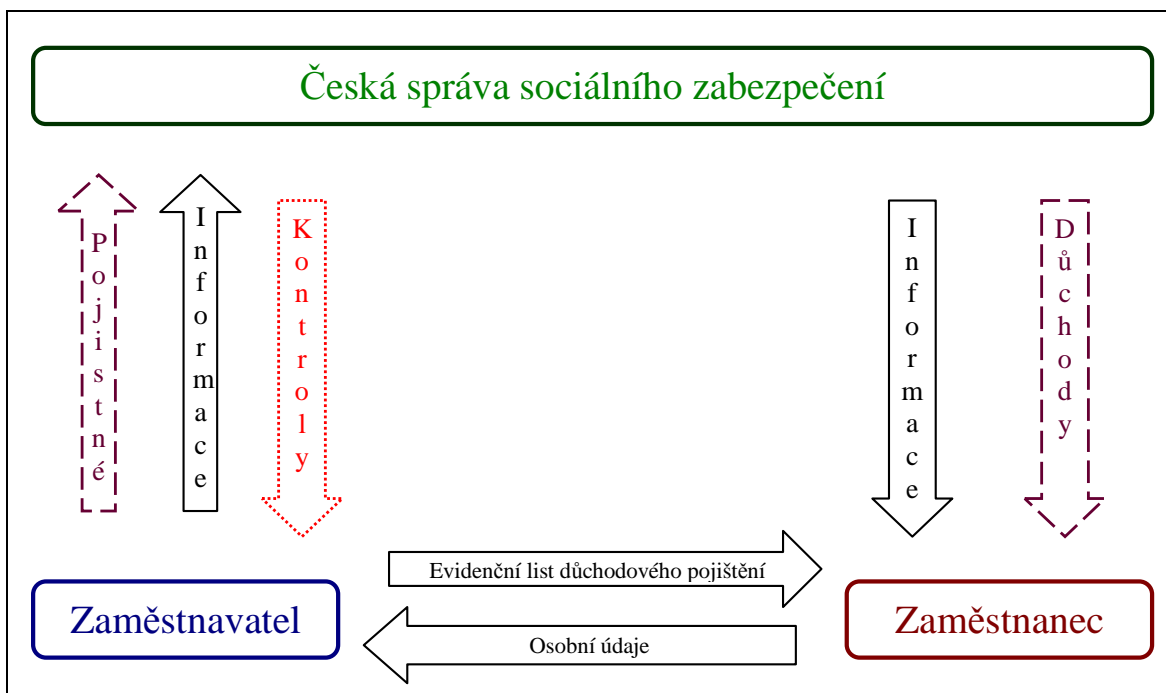 Česká správa sociálního zabezpečení
Pojistné
Informace
Kontroly
Informace
Důchody
Evidenční list důchodového pojištění
Osobní údaje
Zaměstnavatel
Zaměstnanec